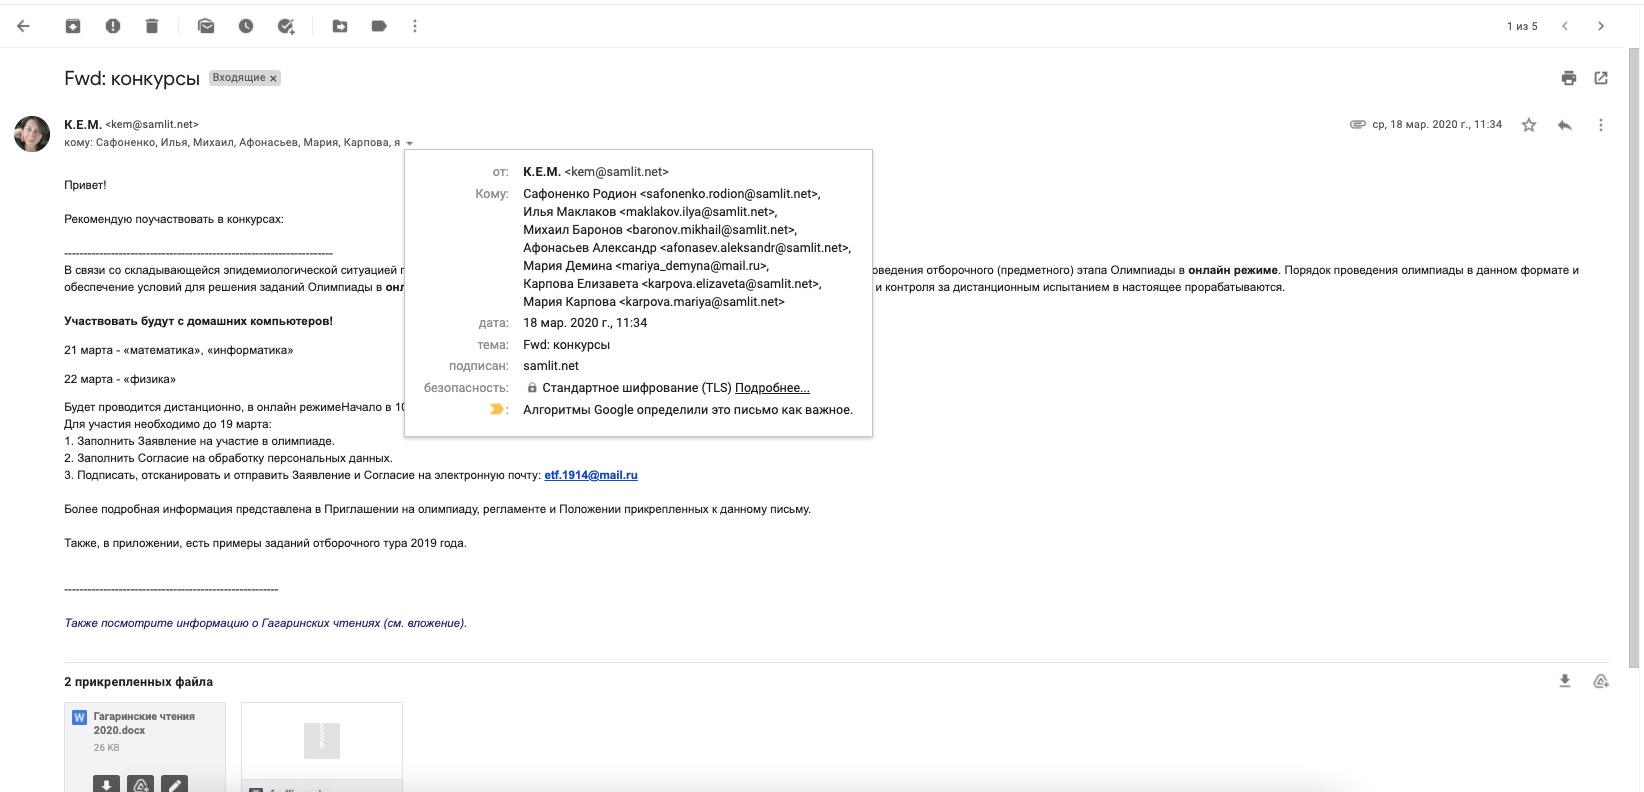 1 из 5
Fwd: конкурсы Входящие ×
К.Е.М. <kem@samlit.net> ср, 18 мар. 2020 г., 11:34
кому: Сафоненко, Илья, Михаил, Афонасьев, Мария, Карпова, я
от: К.Е.М. <kem@samlit.net>
Кому: Сафоненко Родион <safonenko.rodion@samlit.net>,
Илья Маклаков <maklakov.ilya@samlit.net>,
Михаил Баронов <baronov.mikhail@samlit.net>,
Афонасьев Александр <afonasev.aleksandr@samlit.net>,
Мария Демина <mariya_demyna@mail.ru>,
Карпова Елизавета <karpova.elizaveta@samlit.net>,
Мария Карпова <karpova.mariya@samlit.net>
дата: 18 мар. 2020 г., 11:34
тема: Fwd: конкурсы
подписан: samlit.net
безопасность: Стандартное шифрование (TLS) Подробнее...
: Алгоритмы Google определили это письмо как важное.
Привет!
Рекомендую поучаствовать в конкурсах:
---------------------------------------------------------------------
В связи со складывающейся эпидемиологической ситуацией оведения отборочного (предметного) этапа Олимпиады в онлайн режиме. Порядок проведения олимпиады в данном формате и
обеспечение условий для решения заданий Олимпиады в и контроля за дистанционным испытанием в настоящее прорабатываются.
Участвовать будут с домашних компьютеров!
21 марта - «математика», «информатика»
22 марта - «физика»
Будет проводится дистанционно, в онлайн режимеНачало в 10
Для участия необходимо до 19 марта:
1. Заполнить Заявление на участие в олимпиаде.
2. Заполнить Согласие на обработку персональных данных.
3. Подписать, отсканировать и отправить Заявление и Согласие на электронную почту: etf.1914@mail.ru
Более подробная информация представлена в Приглашении на олимпиаду, регламенте и Положении прикрепленных к данному письму.
Также, в приложении, есть примеры заданий отборочного тура 2019 года.
-------------------------------------------------------
Также посмотрите информацию о Гагаринских чтениях (см. вложение).
2 прикрепленных файла
W Гагаринские чтения
2020.docx
26 KB